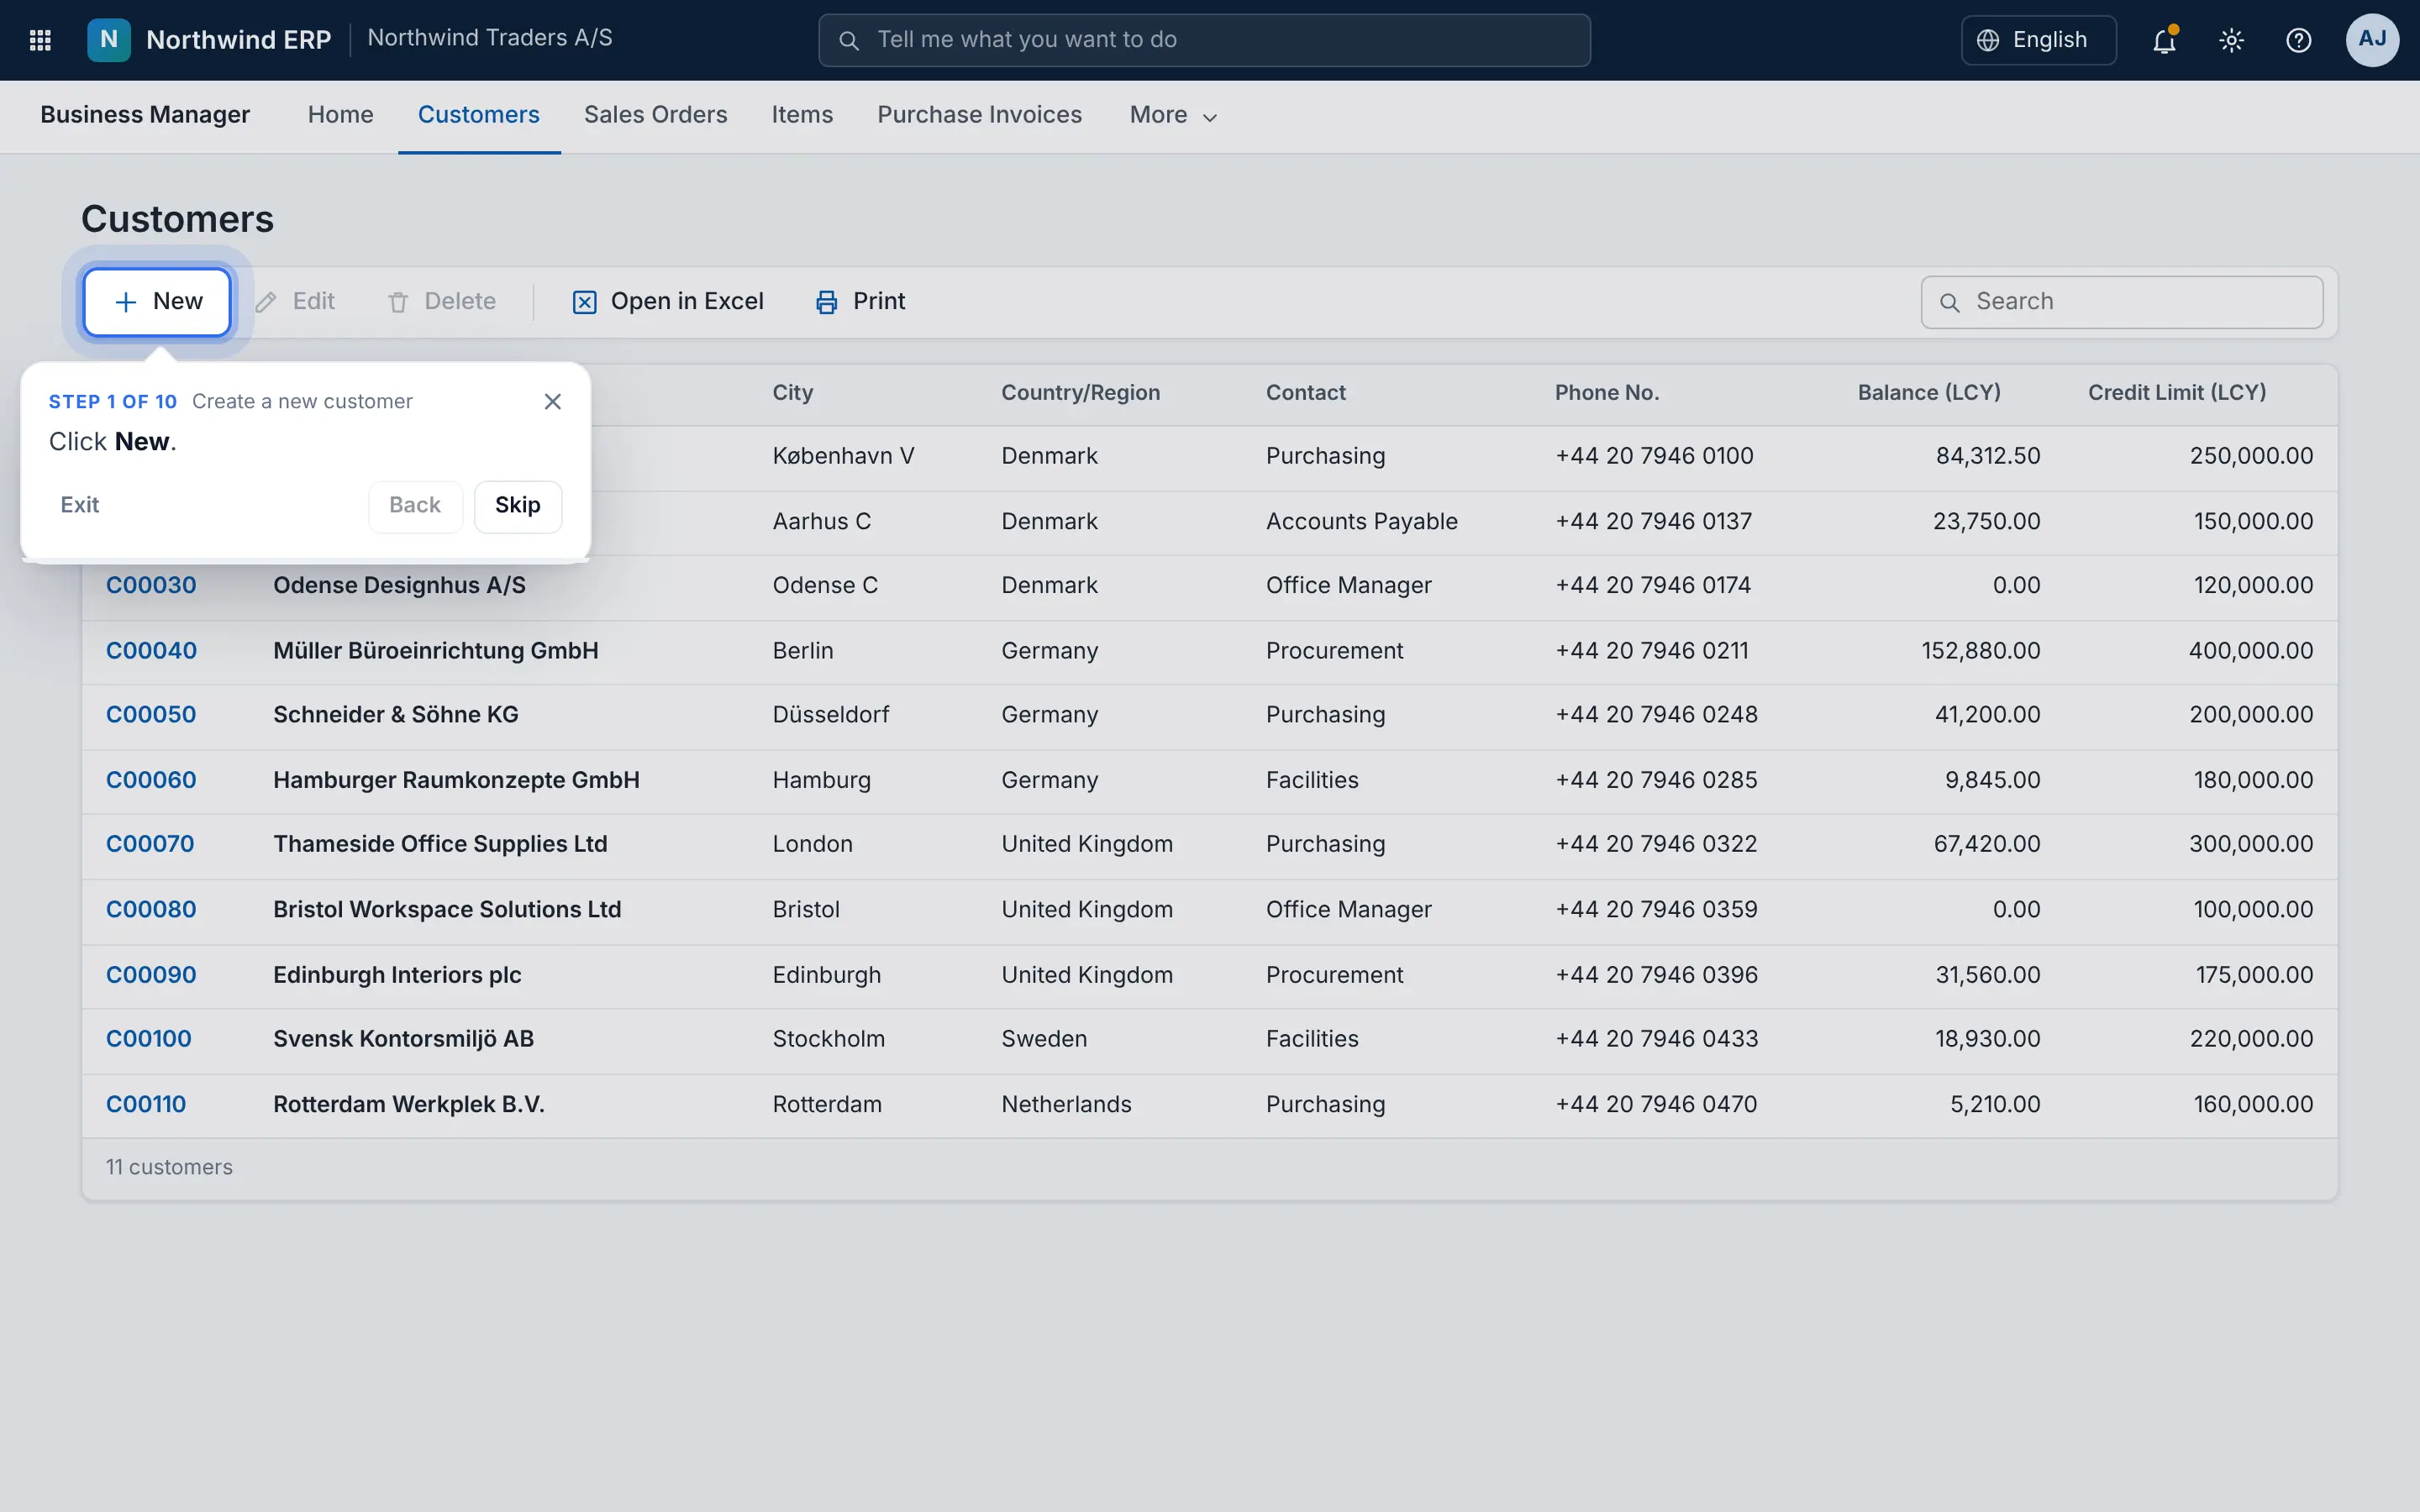 N Northwind ERP Northwind Traders A/S Tell me what you want to do English AJ
Business Manager Home Customers Sales Orders Items Purchase Invoices More
Customers
New Edit Delete Open in Excel Print Search
STEP 1 OF 10 Create a new customer
Click New.
Exit Back Skip
City Country/Region Contact Phone No. Balance (LCY) Credit Limit (LCY)
København V Denmark Purchasing +44 20 7946 0100 84,312.50 250,000.00
Aarhus C Denmark Accounts Payable +44 20 7946 0137 23,750.00 150,000.00
C00030 Odense Designhus A/S Odense C Denmark Office Manager +44 20 7946 0174 0.00 120,000.00
C00040 Müller Büroeinrichtung GmbH Berlin Germany Procurement +44 20 7946 0211 152,880.00 400,000.00
C00050 Schneider & Söhne KG Düsseldorf Germany Purchasing +44 20 7946 0248 41,200.00 200,000.00
C00060 Hamburger Raumkonzepte GmbH Hamburg Germany Facilities +44 20 7946 0285 9,845.00 180,000.00
C00070 Thameside Office Supplies Ltd London United Kingdom Purchasing +44 20 7946 0322 67,420.00 300,000.00
C00080 Bristol Workspace Solutions Ltd Bristol United Kingdom Office Manager +44 20 7946 0359 0.00 100,000.00
C00090 Edinburgh Interiors plc Edinburgh United Kingdom Procurement +44 20 7946 0396 31,560.00 175,000.00
C00100 Svensk Kontorsmiljö AB Stockholm Sweden Facilities +44 20 7946 0433 18,930.00 220,000.00
C00110 Rotterdam Werkplek B.V. Rotterdam Netherlands Purchasing +44 20 7946 0470 5,210.00 160,000.00
11 customers